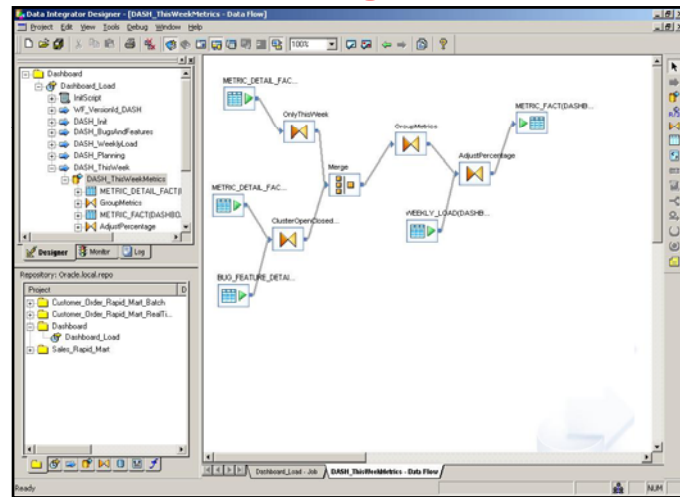 Data Integrator Designer - [DASH_ThisWeekMetrics - Data Flow]
Project Edit View Tools Debug Window Help
100%
Dashboard
Dashboard_Load
InitScript
WF_VersionId_DASH
DASH_Init
DASH_BugsAndFeatures
DASH_WeeklyLoad
DASH_Planning
DASH_ThisWeek
DASH_ThisWeekMetrics
METRIC_DETAIL_FACT(
GroupMetrics
METRIC_FACT(DASHBO
AdjustPercentage
Designer Monitor Log
Repository: Oracle.local.repo
Project D
Customer_Order_Rapid_Mart_Batch
Customer_Order_Rapid_Mart_RealTi...
Dashboard
Dashboard_Load
Sales_Rapid_Mart
METRIC_DETAIL_FAC...
OnlyThisWeek
METRIC_FACT(DASHB...
GroupMetrics
Merge
AdjustPercentage
METRIC_DETAIL_FAC...
ClusterOpenClosed...
WEEKLY_LOAD(DASHB...
BUG_FEATURE_DETAI...
Dashboard_Load - Job DASH_ThisWeekMetrics - Data Flow
Ready NUM